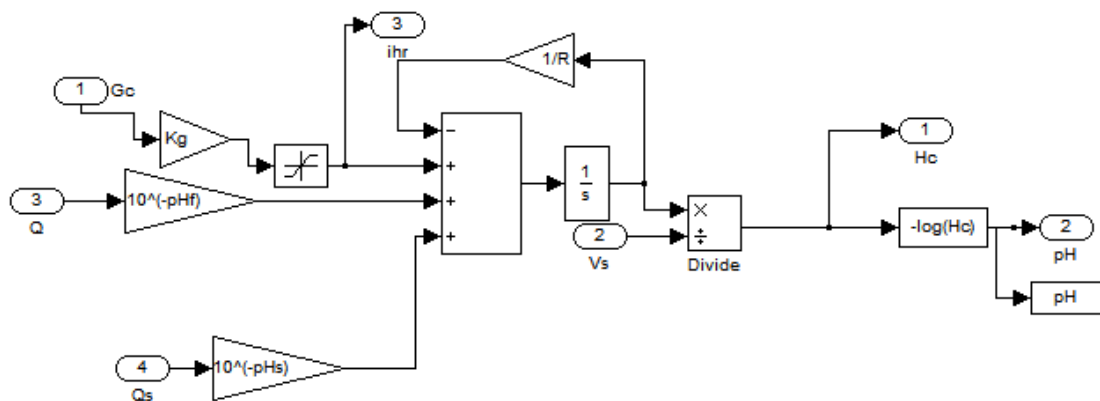 3
ihr
1/R
1
Gc
Kg
−
+
+
+
1
s
1
Hc
3
Q
10^(-pHf)
2
Vs
×
÷
Divide
-log(Hc)
2
pH
pH
4
Qs
10^(-pHs)